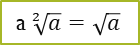 a ²√a = √a